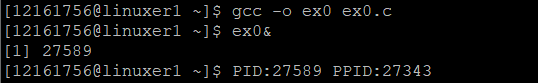 [12161756@linuxer1 ~]$ gcc -o ex0 ex0.c
[12161756@linuxer1 ~]$ ex0&
[1] 27589
[12161756@linuxer1 ~]$ PID:27589 PPID:27343